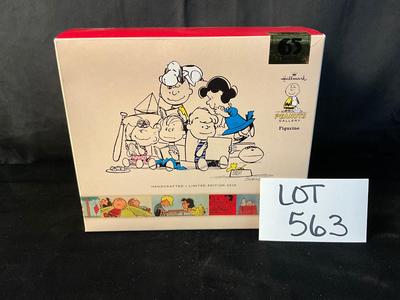 65
Hallmark
PEANUTS
GALLERY
Figurine
HANDCRAFTED • LIMITED EDITION 2015
LOT
563